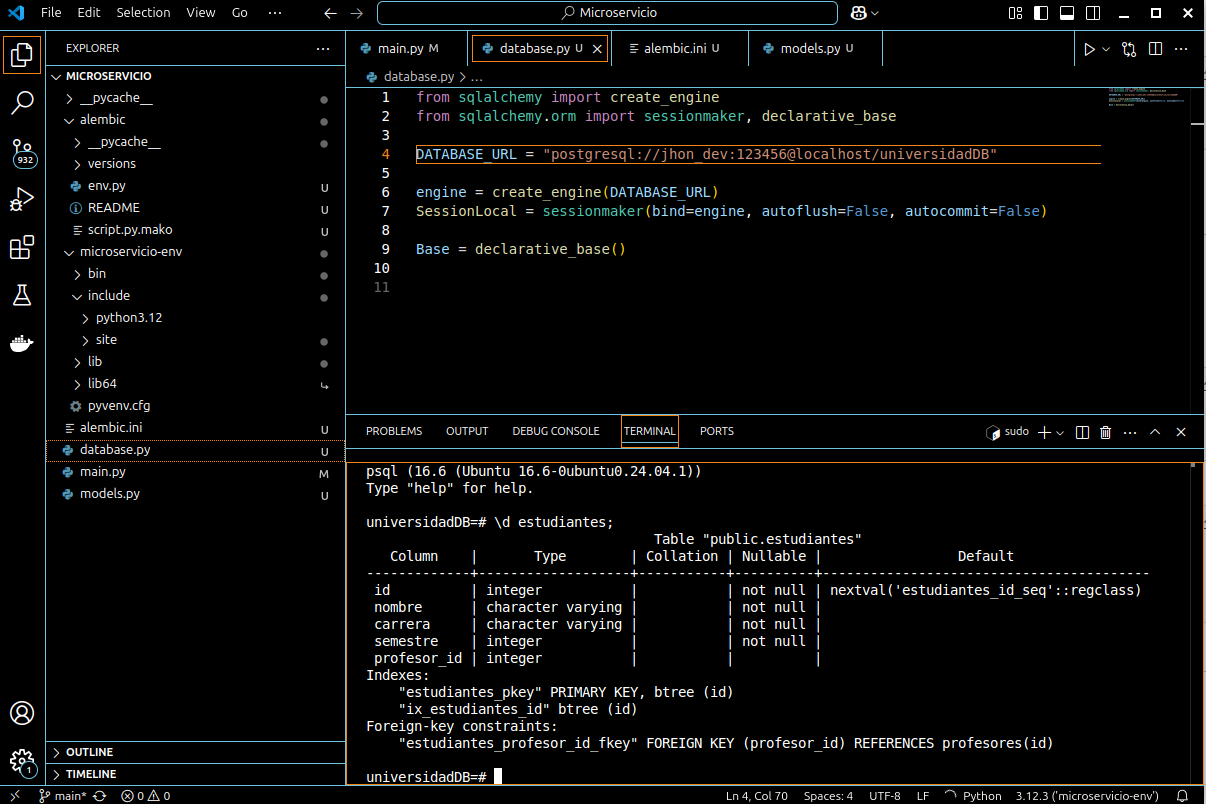 File Edit Selection View Go ··· ← → Microservicio
EXPLORER ···
MICROSERVICIO
__pycache__
alembic
__pycache__
versions
env.py U
README U
script.py.mako U
microservicio-env
bin
include
python3.12
site
lib
lib64
pyvenv.cfg
alembic.ini U
database.py U
main.py M
models.py U
OUTLINE
TIMELINE
932
1
main.py M database.py U alembic.ini U models.py U
database.py > ...
1 from sqlalchemy import create_engine
2 from sqlalchemy.orm import sessionmaker, declarative_base
3
4 DATABASE_URL = "postgresql://jhon_dev:123456@localhost/universidadDB"
5
6 engine = create_engine(DATABASE_URL)
7 SessionLocal = sessionmaker(bind=engine, autoflush=False, autocommit=False)
8
9 Base = declarative_base()
10
11
PROBLEMS OUTPUT DEBUG CONSOLE TERMINAL PORTS sudo
psql (16.6 (Ubuntu 16.6-0ubuntu0.24.04.1))
Type "help" for help.
universidadDB=# \d estudiantes;
Table "public.estudiantes"
Column | Type | Collation | Nullable | Default
-------------+-------------------+-----------+----------+-----------------------------------------
id | integer | | not null | nextval('estudiantes_id_seq'::regclass)
nombre | character varying | | not null |
carrera | character varying | | not null |
semestre | integer | | not null |
profesor_id | integer | | |
Indexes:
"estudiantes_pkey" PRIMARY KEY, btree (id)
"ix_estudiantes_id" btree (id)
Foreign-key constraints:
"estudiantes_profesor_id_fkey" FOREIGN KEY (profesor_id) REFERENCES profesores(id)
universidadDB=#
main* 0 0 Ln 4, Col 70 Spaces: 4 UTF-8 LF Python 3.12.3 ('microservicio-env')